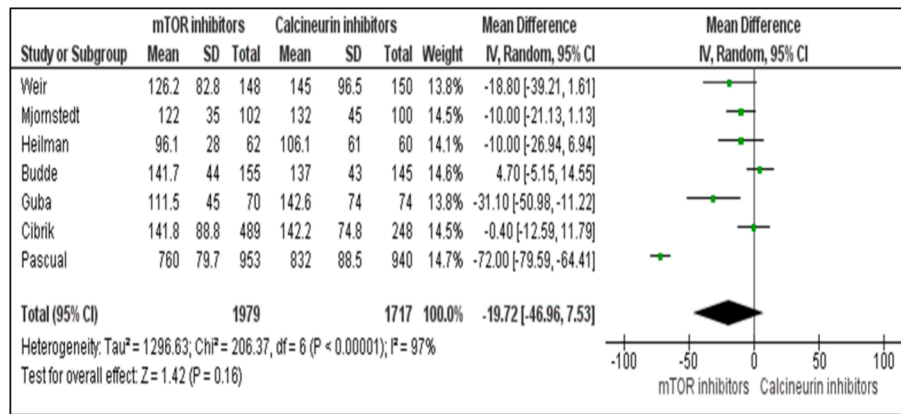 mTOR inhibitors Calcineurin inhibitors Mean Difference Mean Difference
Study or Subgroup Mean SD Total Mean SD Total Weight IV, Random, 95% CI IV, Random, 95% CI
Weir 126.2 82.8 148 145 96.5 150 13.8% -18.80 [-39.21, 1.61]
Mjornstedt 122 35 102 132 45 100 14.5% -10.00 [-21.13, 1.13]
Heilman 96.1 28 62 106.1 61 60 14.1% -10.00 [-26.94, 6.94]
Budde 141.7 44 155 137 43 145 14.5% 4.70 [-5.15, 14.55]
Guba 111.5 45 70 142.6 74 74 13.8% -31.10 [-50.98, -11.22]
Cibrik 141.8 88.8 489 142.2 74.8 248 14.5% -0.40 [-12.59, 11.79]
Pascual 760 79.7 953 832 88.5 940 14.7% -72.00 [-79.59, -64.41]
Total (95% CI) 1979 1717 100.0% -19.72 [-46.96, 7.53]
Heterogeneity: Tau² = 1296.63; Chi² = 206.37, df = 6 (P < 0.00001); I² = 97%
Test for overall effect: Z = 1.42 (P = 0.16)
-100 -50 0 50 100
mTOR inhibitors Calcineurin inhibitors